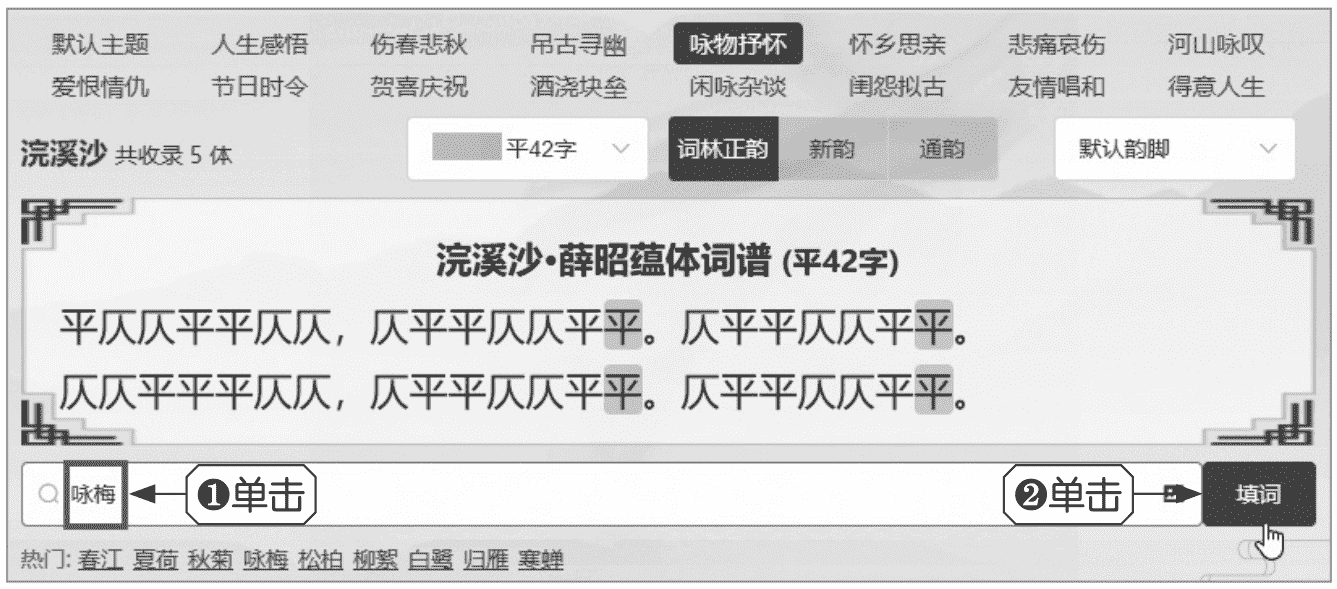 默认主题 人生感悟 伤春悲秋 吊古寻幽 咏物抒怀 怀乡思亲 悲痛哀伤 河山咏叹
爱恨情仇 节日时令 贺喜庆祝 酒浇块垒 闲咏杂谈 闺怨拟古 友情唱和 得意人生
浣溪沙 共收录 5 体 平42字 词林正韵 新韵 通韵 默认韵脚
浣溪沙•薛昭蕴体词谱 (平42字)
平仄仄平平仄仄，仄平平仄仄平平。仄平平仄仄平平。
仄仄平平平仄仄，仄平平仄仄平平。仄平平仄仄平平。
咏梅 ❶单击 ❷单击 填词
热门: 春江 夏荷 秋菊 咏梅 松柏 柳絮 白鹭 归雁 寒蝉